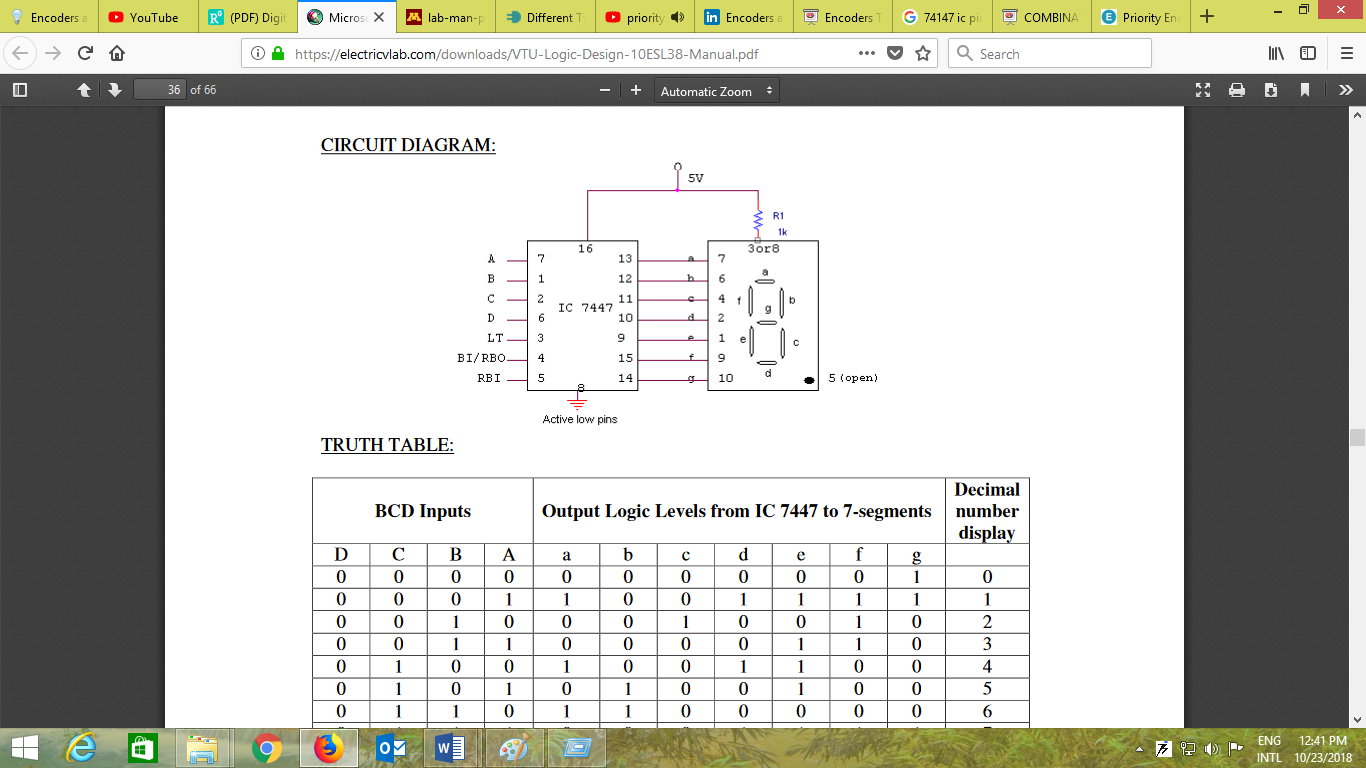 Encoders a
YouTube
(PDF) Digit
Micros
lab-man-p
Different T
priority
Encoders a
Encoders T
74147 ic pi
COMBINA
Priority En
https://electricvlab.com/downloads/VTU-Logic-Design-10ESL38-Manual.pdf
Search
36 of 66
Automatic Zoom
CIRCUIT DIAGRAM:
5V
R1
1k
16 3or8
A 7 13 a 7
B 1 12 b 6
C 2 11 c 4
IC 7447
D 6 10 d 2
LT 3 9 e 1
BI/RBO 4 15 f 9
RBI 5 14 g 10
a
f g b
e c
d
5 (open)
8
Active low pins
TRUTH TABLE:
BCD Inputs Output Logic Levels from IC 7447 to 7-segments Decimal number display
D C B A a b c d e f g
0 0 0 0 0 0 0 0 0 0 1 0
0 0 0 1 1 0 0 1 1 1 1 1
0 0 1 0 0 0 1 0 0 1 0 2
0 0 1 1 0 0 0 0 1 1 0 3
0 1 0 0 1 0 0 1 1 0 0 4
0 1 0 1 0 1 0 0 1 0 0 5
0 1 1 0 1 1 0 0 0 0 0 6
ENG 12:41 PM
INTL 10/23/2018